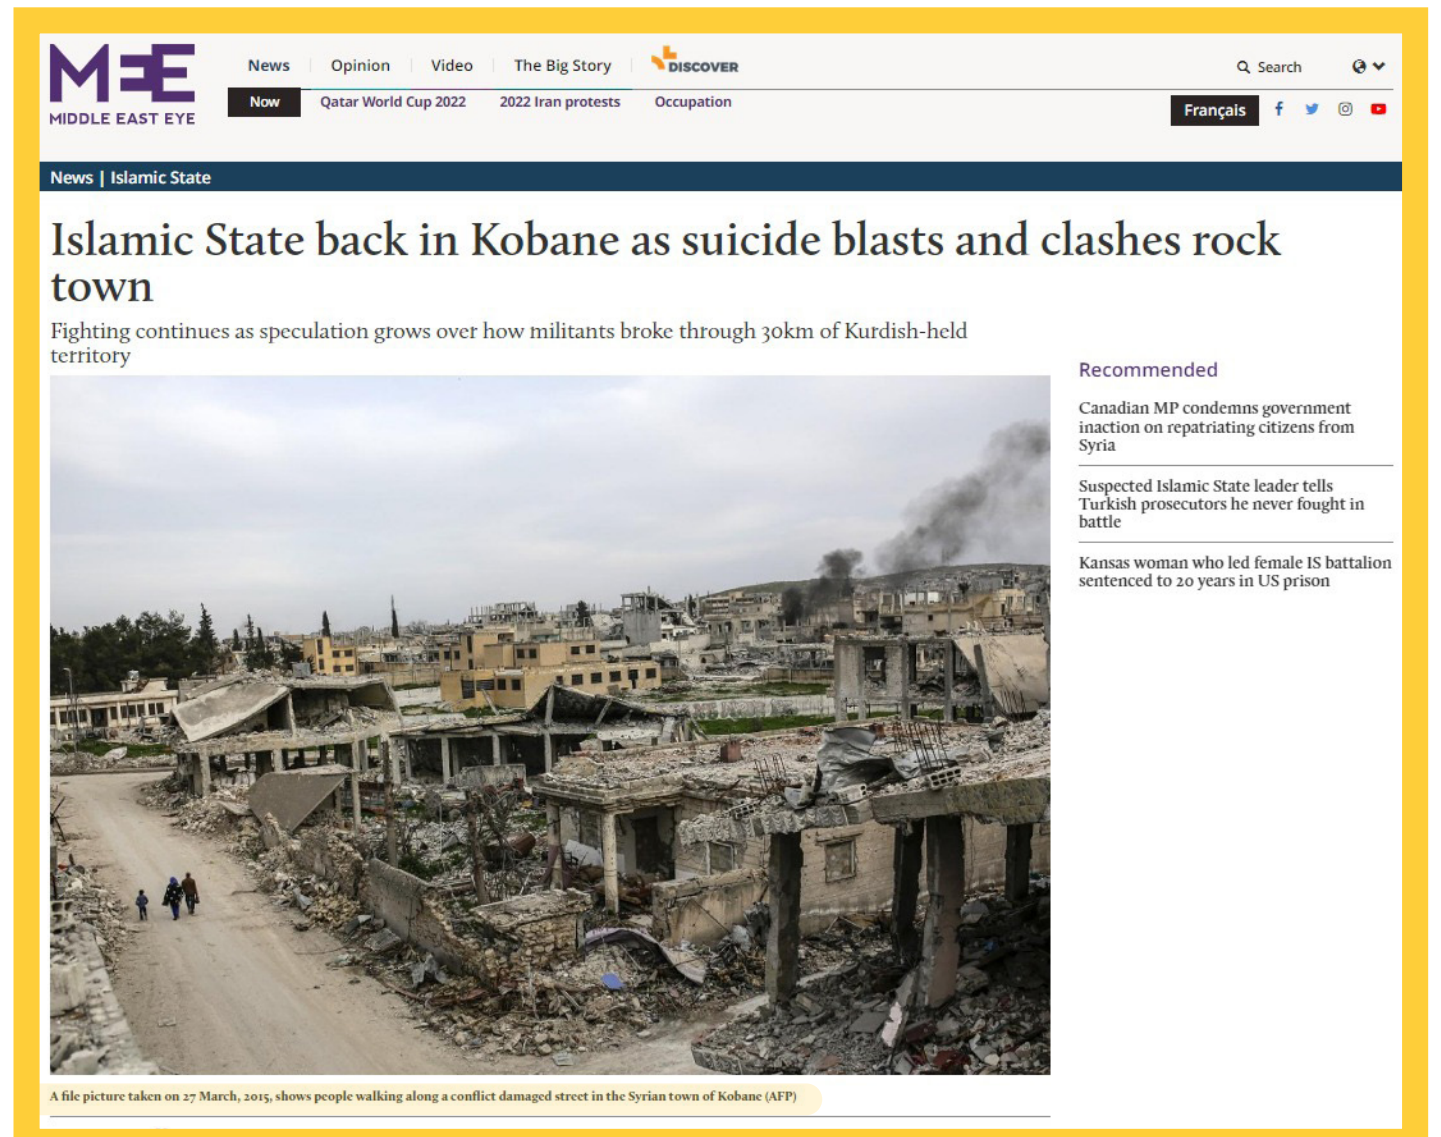 MEE
MIDDLE EAST EYE
News
Opinion
Video
The Big Story
DISCOVER
Search
Now
Qatar World Cup 2022
2022 Iran protests
Occupation
Français
News | Islamic State
Islamic State back in Kobane as suicide blasts and clashes rock
town
Fighting continues as speculation grows over how militants broke through 30km of Kurdish-held
territory
Recommended
Canadian MP condemns government
inaction on repatriating citizens from
Syria
Suspected Islamic State leader tells
Turkish prosecutors he never fought in
battle
Kansas woman who led female IS battalion
sentenced to 20 years in US prison
A file picture taken on 27 March, 2015, shows people walking along a conflict damaged street in the Syrian town of Kobane (AFP)